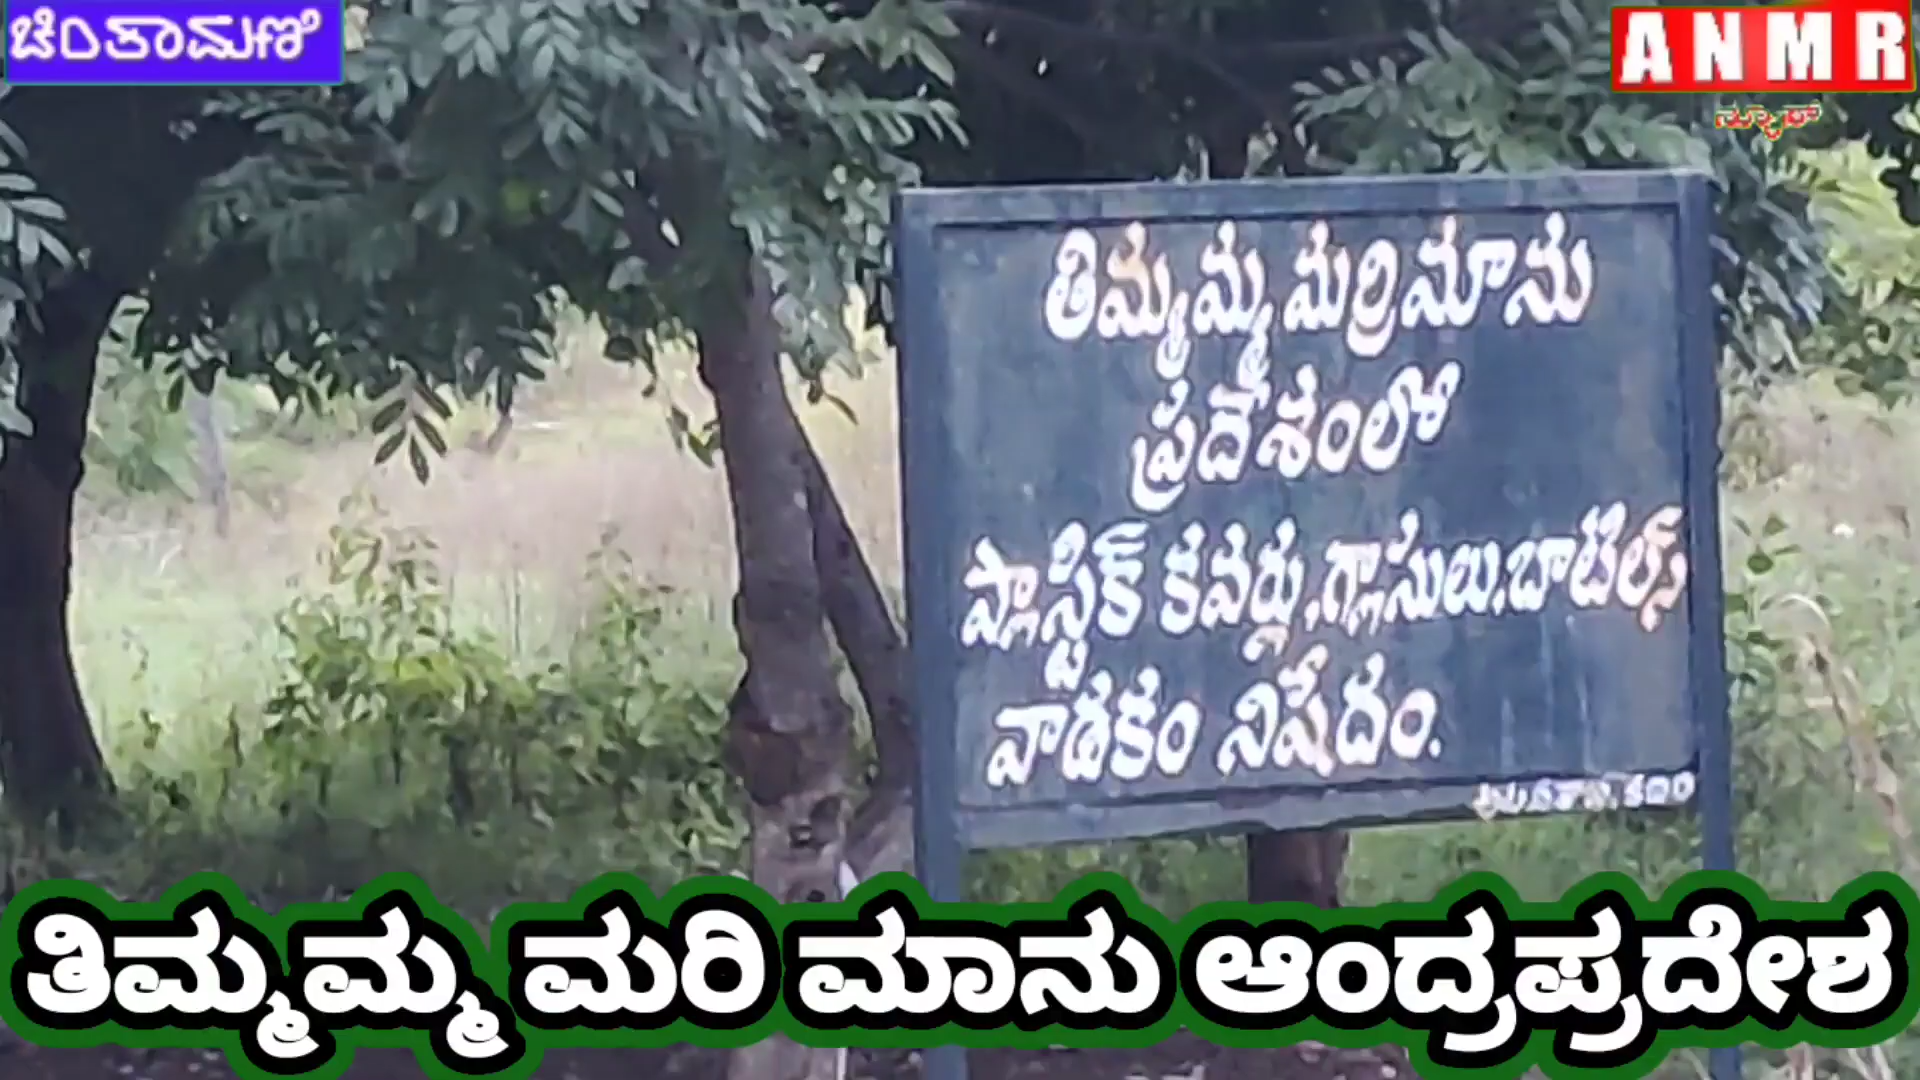 ಚಿಂತಾಮಣಿ
ANMR
ನ್ಯೂಸ್
తిమ్మమ్మ మర్రిమాను
ప్రదేశంలో
ప్లాస్టిక్ కవర్లు, గ్లాసులు, బాటిల్స్
వాడకం నిషేదం.
ತಿಮ್ಮಮ್ಮ ಮರಿ ಮಾನು ಆಂದ್ರಪ್ರದೇಶ